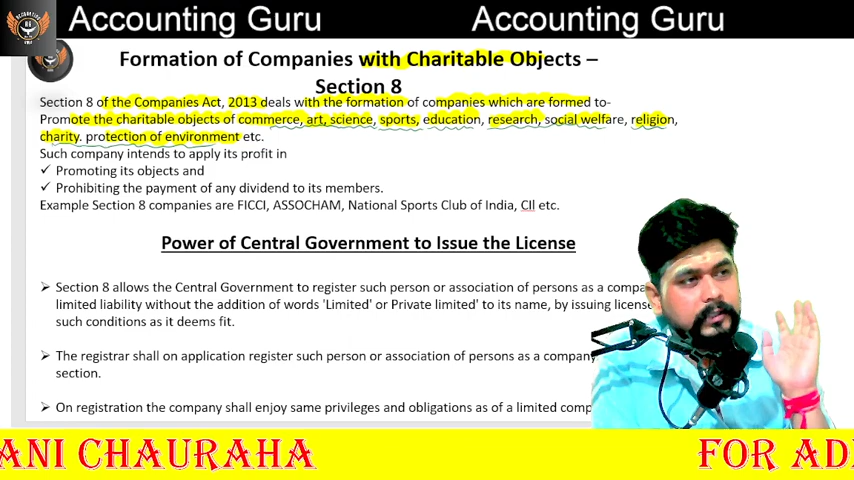 Accounting Guru Accounting Guru
Formation of Companies with Charitable Objects –
Section 8
Section 8 of the Companies Act, 2013 deals with the formation of companies which are formed to-
Promote the charitable objects of commerce, art, science, sports, education, research, social welfare, religion,
charity. protection of environment etc.
Such company intends to apply its profit in
✓ Promoting its objects and
✓ Prohibiting the payment of any dividend to its members.
Example Section 8 companies are FICCI, ASSOCHAM, National Sports Club of India, CII etc.
Power of Central Government to Issue the License
➤ Section 8 allows the Central Government to register such person or association of persons as a compa
limited liability without the addition of words 'Limited' or Private limited' to its name, by issuing license
such conditions as it deems fit.
➤ The registrar shall on application register such person or association of persons as a company
section.
➤ On registration the company shall enjoy same privileges and obligations as of a limited comp
ANI CHAURAHA FOR AD